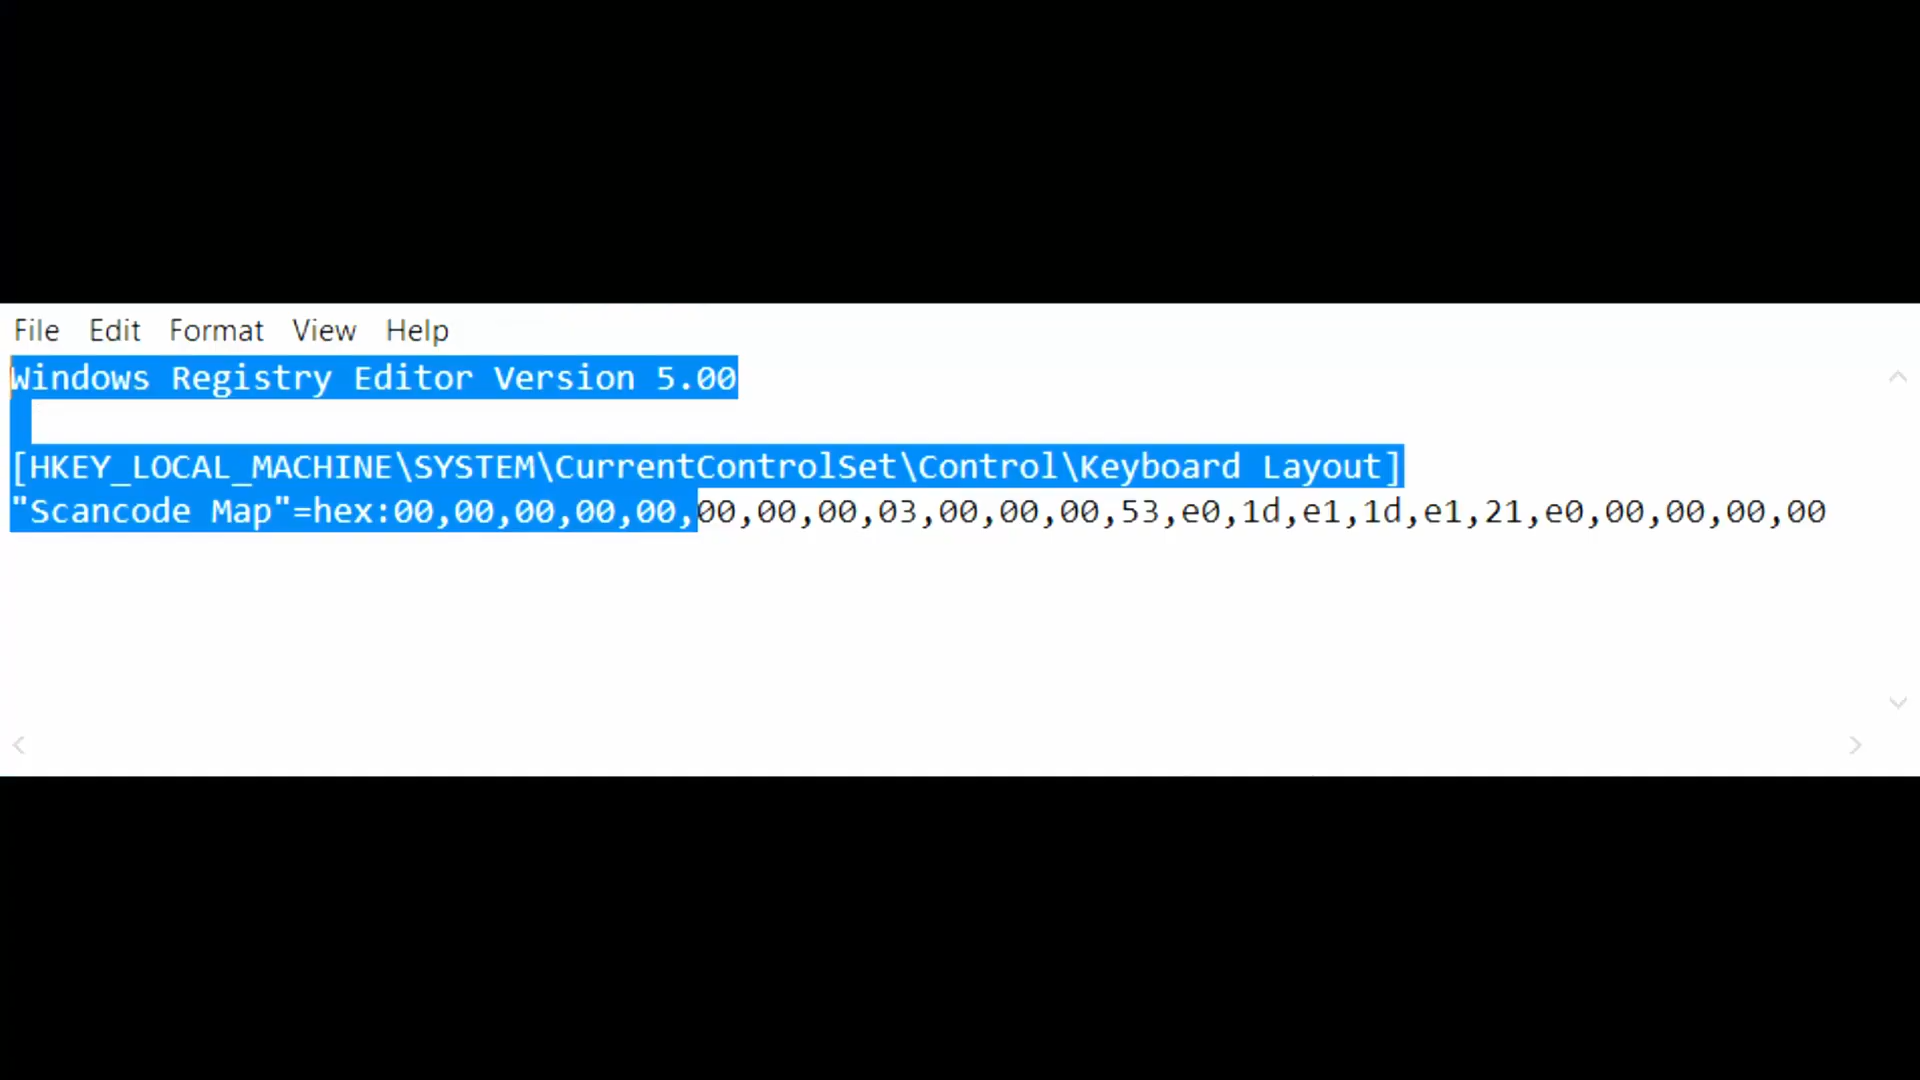 File Edit Format View Help
Windows Registry Editor Version 5.00
[HKEY_LOCAL_MACHINE\SYSTEM\CurrentControlSet\Control\Keyboard Layout]
"Scancode Map"=hex:00,00,00,00,00,00,00,00,03,00,00,00,53,e0,1d,e1,1d,e1,21,e0,00,00,00,00